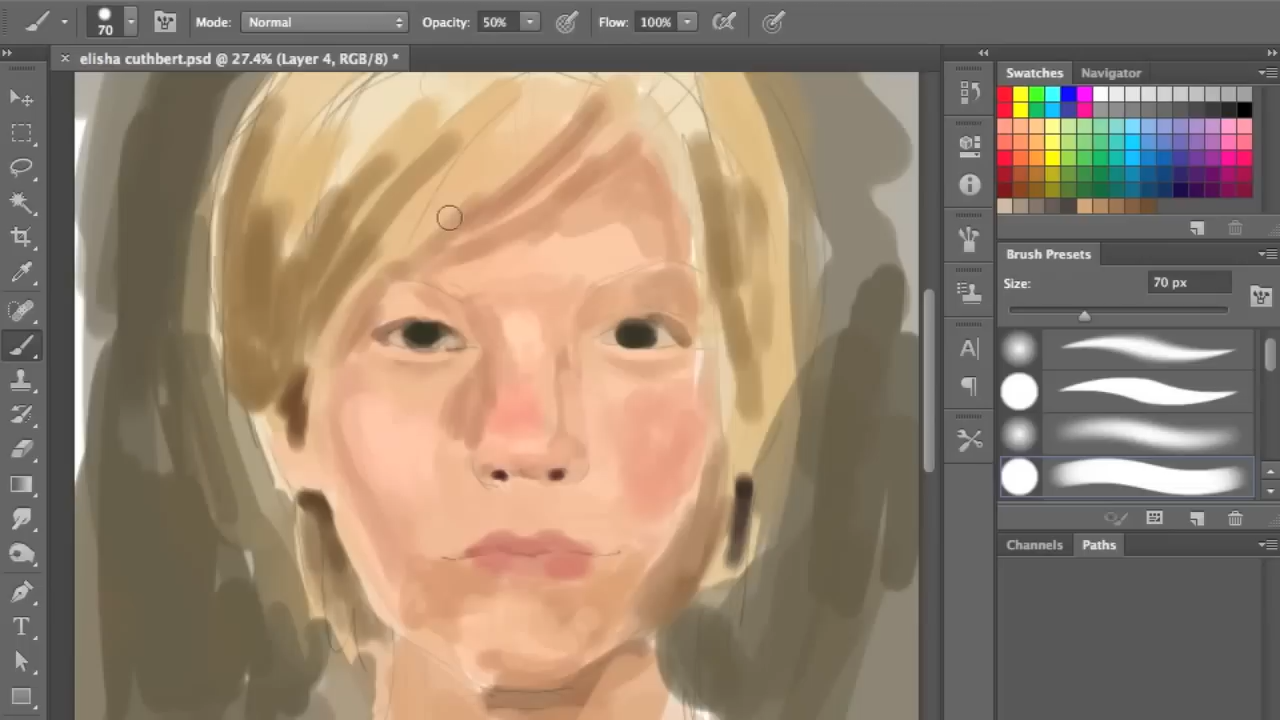 70
Mode: Normal
Opacity: 50%
Flow: 100%
elisha cuthbert.psd @ 27.4% (Layer 4, RGB/8) *
Swatches
Navigator
Brush Presets
Size:
70 px
Channels
Paths